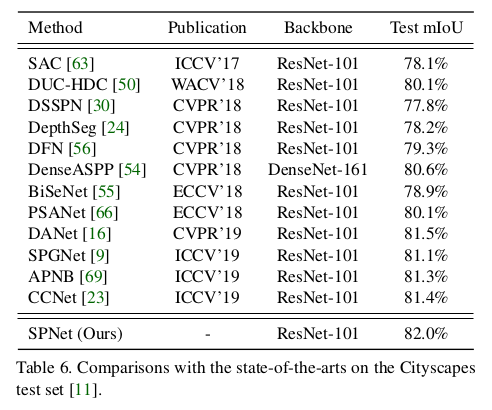 Method Publication Backbone Test mIoU
SAC [63] ICCV'17 ResNet-101 78.1%
DUC-HDC [50] WACV'18 ResNet-101 80.1%
DSSPN [30] CVPR'18 ResNet-101 77.8%
DepthSeg [24] CVPR'18 ResNet-101 78.2%
DFN [56] CVPR'18 ResNet-101 79.3%
DenseASPP [54] CVPR'18 DenseNet-161 80.6%
BiSeNet [55] ECCV'18 ResNet-101 78.9%
PSANet [66] ECCV'18 ResNet-101 80.1%
DANet [16] CVPR'19 ResNet-101 81.5%
SPGNet [9] ICCV'19 ResNet-101 81.1%
APNB [69] ICCV'19 ResNet-101 81.3%
CCNet [23] ICCV'19 ResNet-101 81.4%
SPNet (Ours) - ResNet-101 82.0%
Table 6. Comparisons with the state-of-the-arts on the Cityscapes
test set [11].